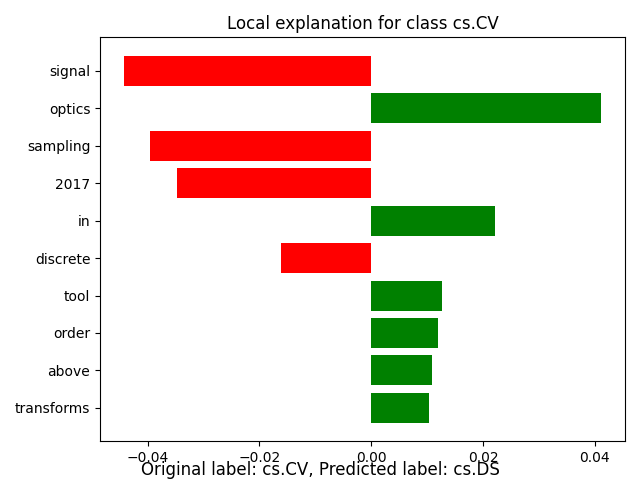 Local explanation for class cs.CV
signal
optics
sampling
2017
in
discrete
tool
order
above
transforms
−0.04 −0.02 0.00 0.02 0.04
Original label: cs.CV, Predicted label: cs.DS